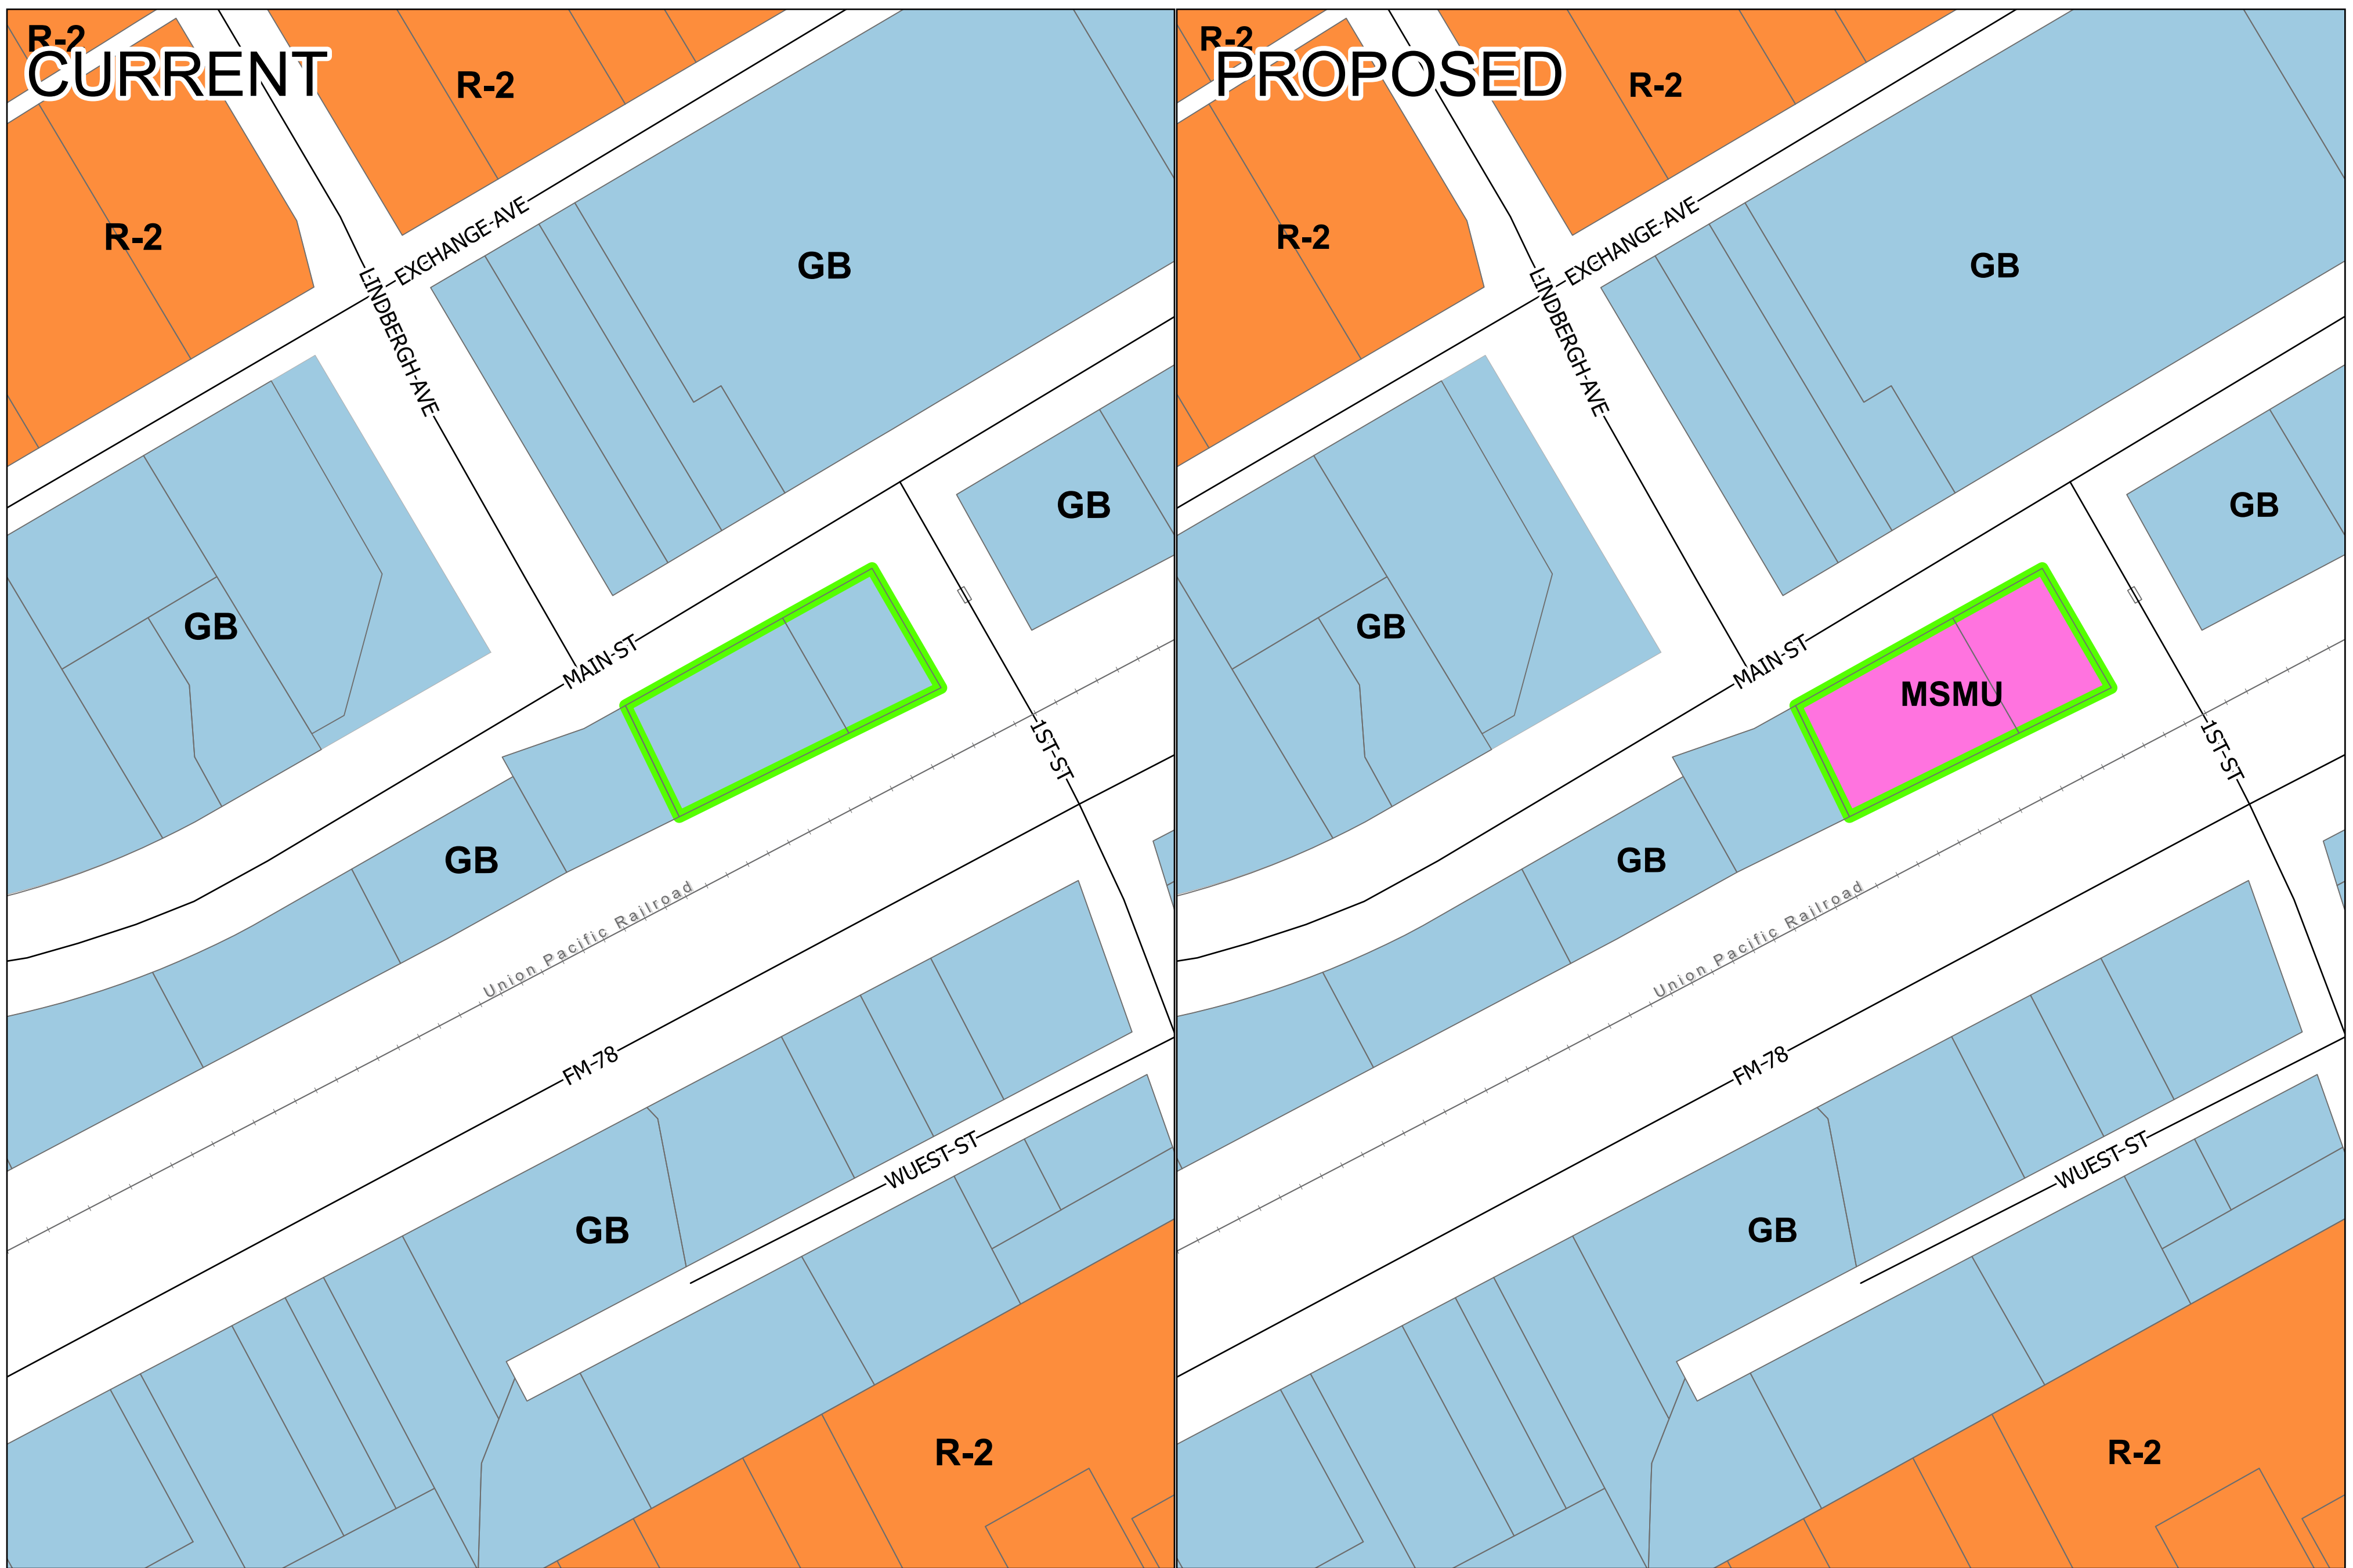 R-2
CURRENT
R-2
R-2
EXCHANGE-AVE
LINDBERGH-AVE
GB
GB
GB
MAIN-ST
1ST-ST
GB
Union Pacific Railroad
FM-78
WUEST-ST
GB
R-2
R-2
PROPOSED
R-2
R-2
EXCHANGE-AVE
LINDBERGH-AVE
GB
GB
GB
MAIN-ST
MSMU
1ST-ST
GB
Union Pacific Railroad
FM-78
WUEST-ST
GB
R-2